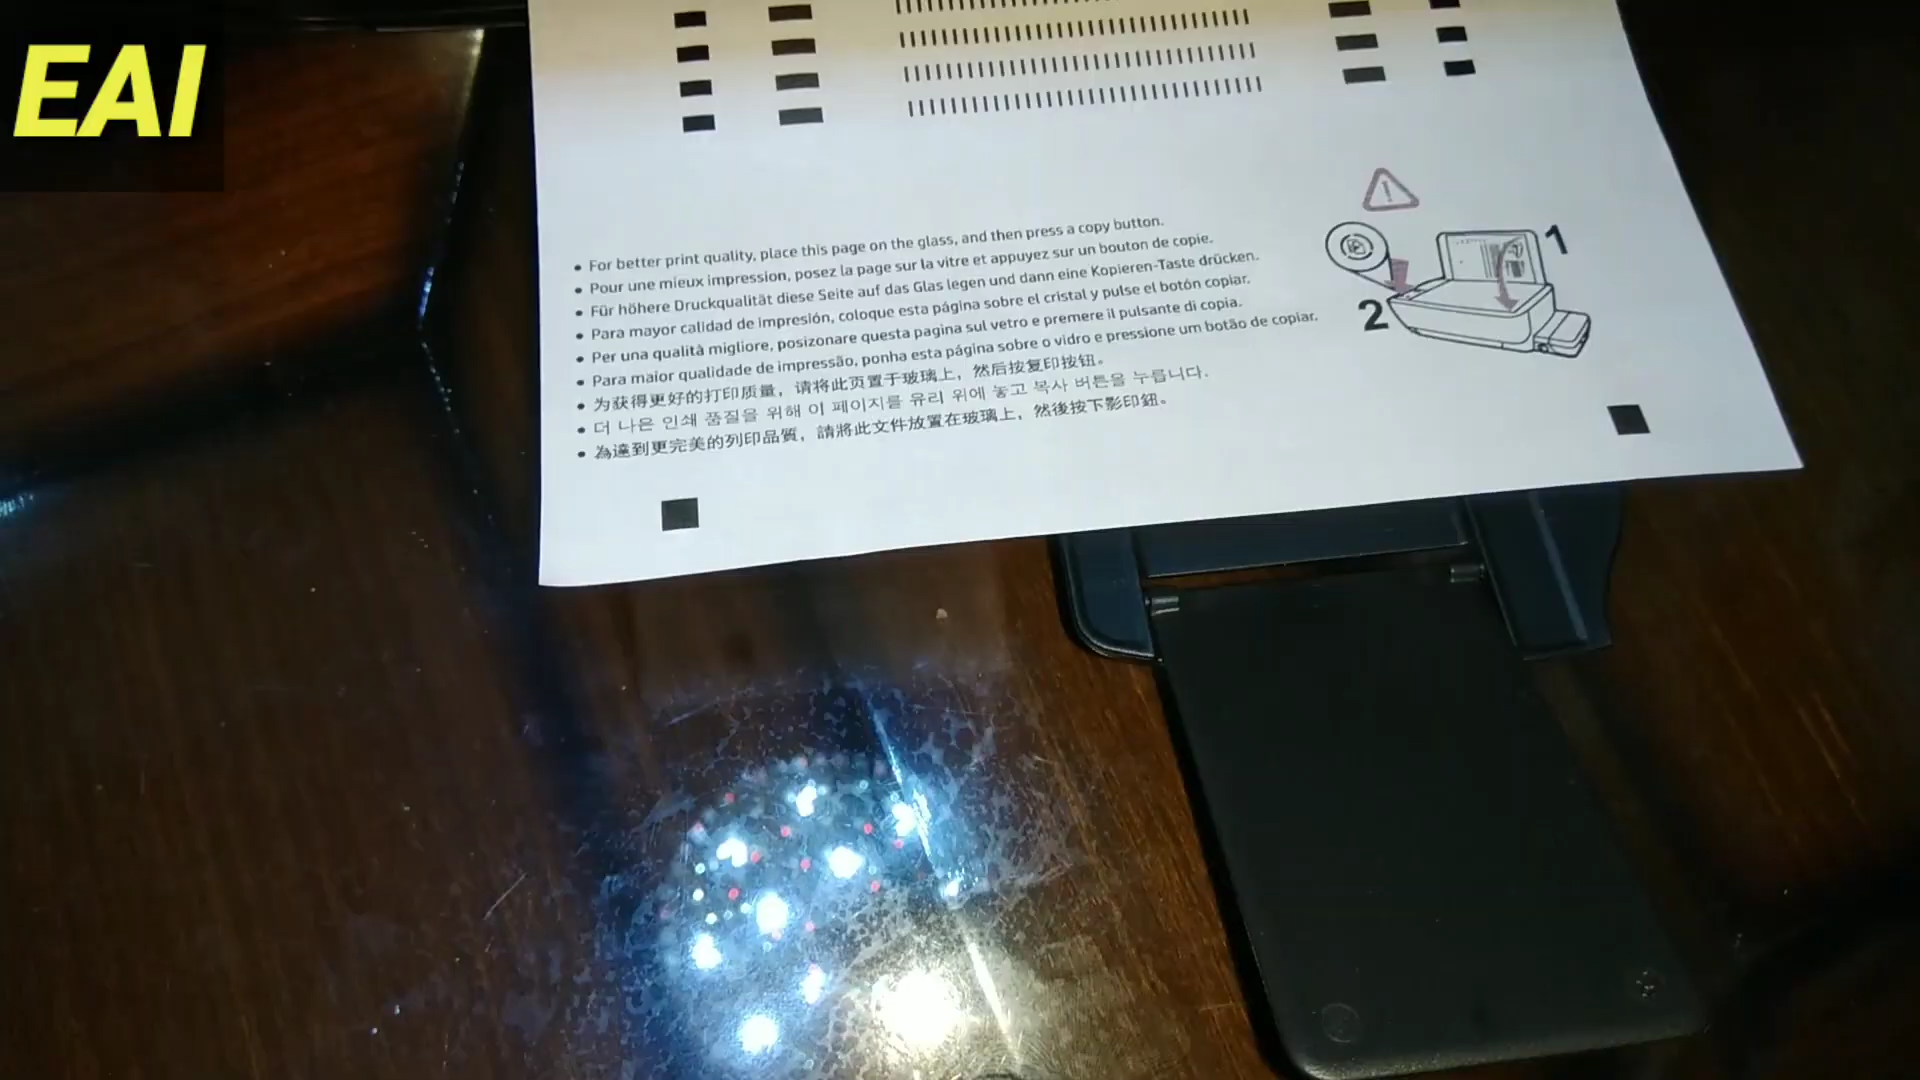 EAI
• For better print quality, place this page on the glass, and then press a copy button.
• Pour une mieux impression, posez la page sur la vitre et appuyez sur un bouton de copie.
• Für höhere Druckqualität diese Seite auf das Glas legen und dann eine Kopieren-Taste drücken.
• Para mayor calidad de impresión, coloque esta página sobre el cristal y pulse el botón copiar.
• Per una qualità migliore, posizonare questa pagina sul vetro e premere il pulsante di copia.
• Para maior qualidade de impressão, ponha esta página sobre o vidro e pressione um botão de copiar.
• 为获得更好的打印质量，请将此页置于玻璃上，然后按复印按钮。
• 더 나은 인쇄 품질을 위해 이 페이지를 유리 위에 놓고 복사 버튼을 누릅니다.
• 為達到更完美的列印品質，請將此文件放置在玻璃上，然後按下影印鈕。
1
2